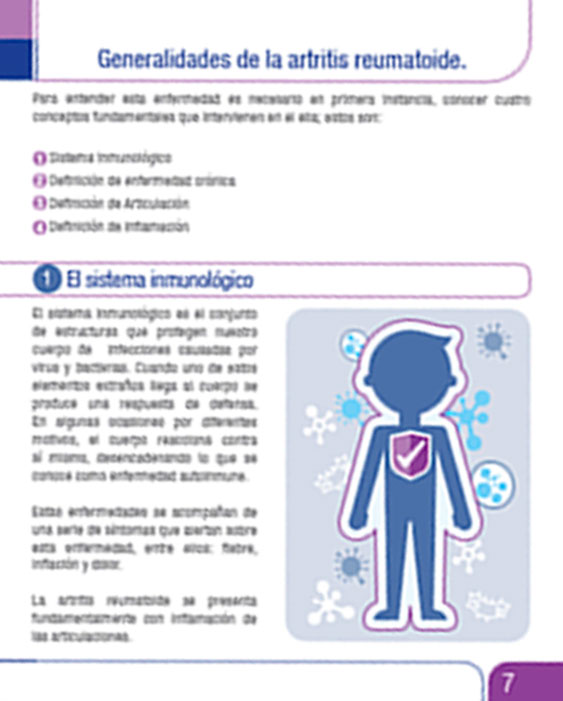 Generalidades de la artritis reumatoide.
Para entender esta enfermedad es necesario en primera instancia, conocer cuatro
conceptos fundamentales que intervienen en el ella; estos son:
1 Sistema Inmunológico
2 Definición de enfermedad crónica
3 Definición de Articulación
4 Definición de Inflamación
1 El sistema inmunológico
El sistema inmunológico es el conjunto
de estructuras que protegen nuestro
cuerpo de infecciones causadas por
virus y bacterias. Cuando uno de estos
elementos extraños llega al cuerpo se
produce una respuesta de defensa.
En algunas ocasiones por diferentes
motivos, el cuerpo reacciona contra
sí mismo, desencadenando lo que se
conoce como enfermedad autoinmune.
Estas enfermedades se acompañan de
una serie de síntomas que alertan sobre
esta enfermedad, entre ellos: fiebre,
inflación y dolor.
La artritis reumatoide se presenta
fundamentalmente con inflamación de
las articulaciones.
7